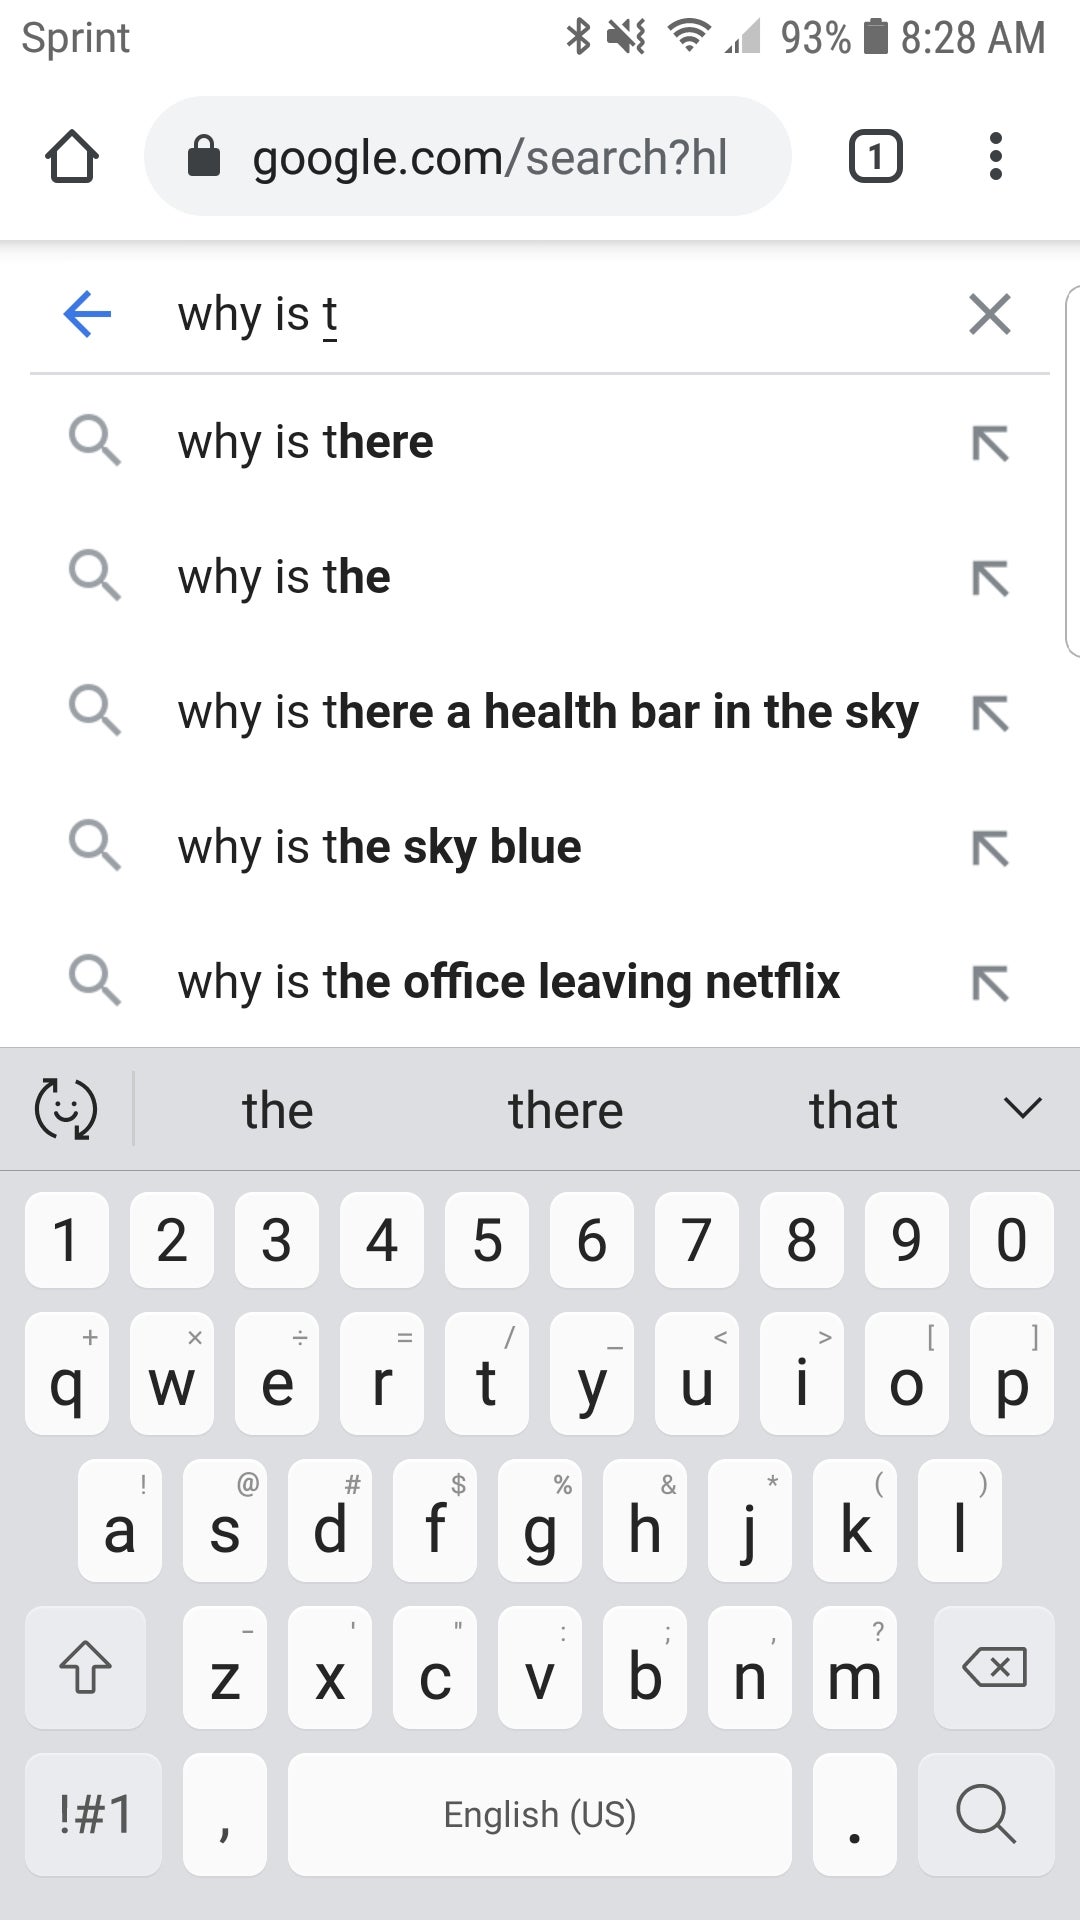 Sprint 93% 8:28 AM
google.com/search?hl 1
why is t
why is there
why is the
why is there a health bar in the sky
why is the sky blue
why is the office leaving netflix
the there that
1 2 3 4 5 6 7 8 9 0
+ × ÷ = / _ < > [ ]
q w e r t y u i o p
! @ # $ % & * ( )
a s d f g h j k l
- ' " : ; , ?
z x c v b n m
!#1 , English (US) .